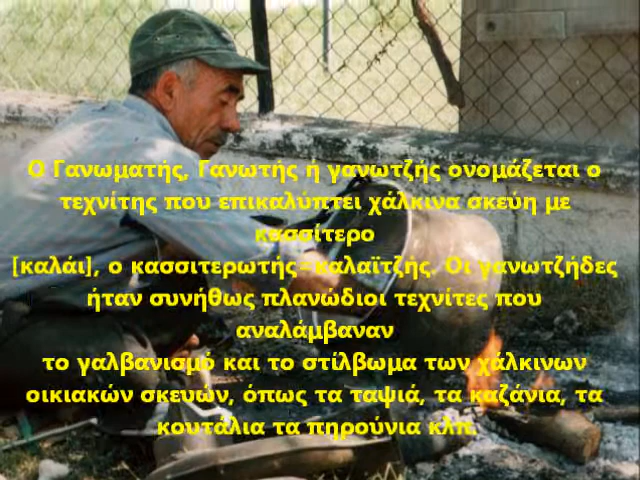 Ο Γανωματής, Γανωτής ή γανωτζής ονομάζεται ο
τεχνίτης που επικαλύπτει χάλκινα σκεύη με
κασσίτερο
[καλάι], ο κασσιτερωτής=καλαϊτζής. Οι γανωτζήδες
ήταν συνήθως πλανώδιοι τεχνίτες που
αναλάμβαναν
το γαλβανισμό και το στίλβωμα των χάλκινων
οικιακών σκευών, όπως τα ταψιά, τα καζάνια, τα
κουτάλια τα πηρούνια κλπ.